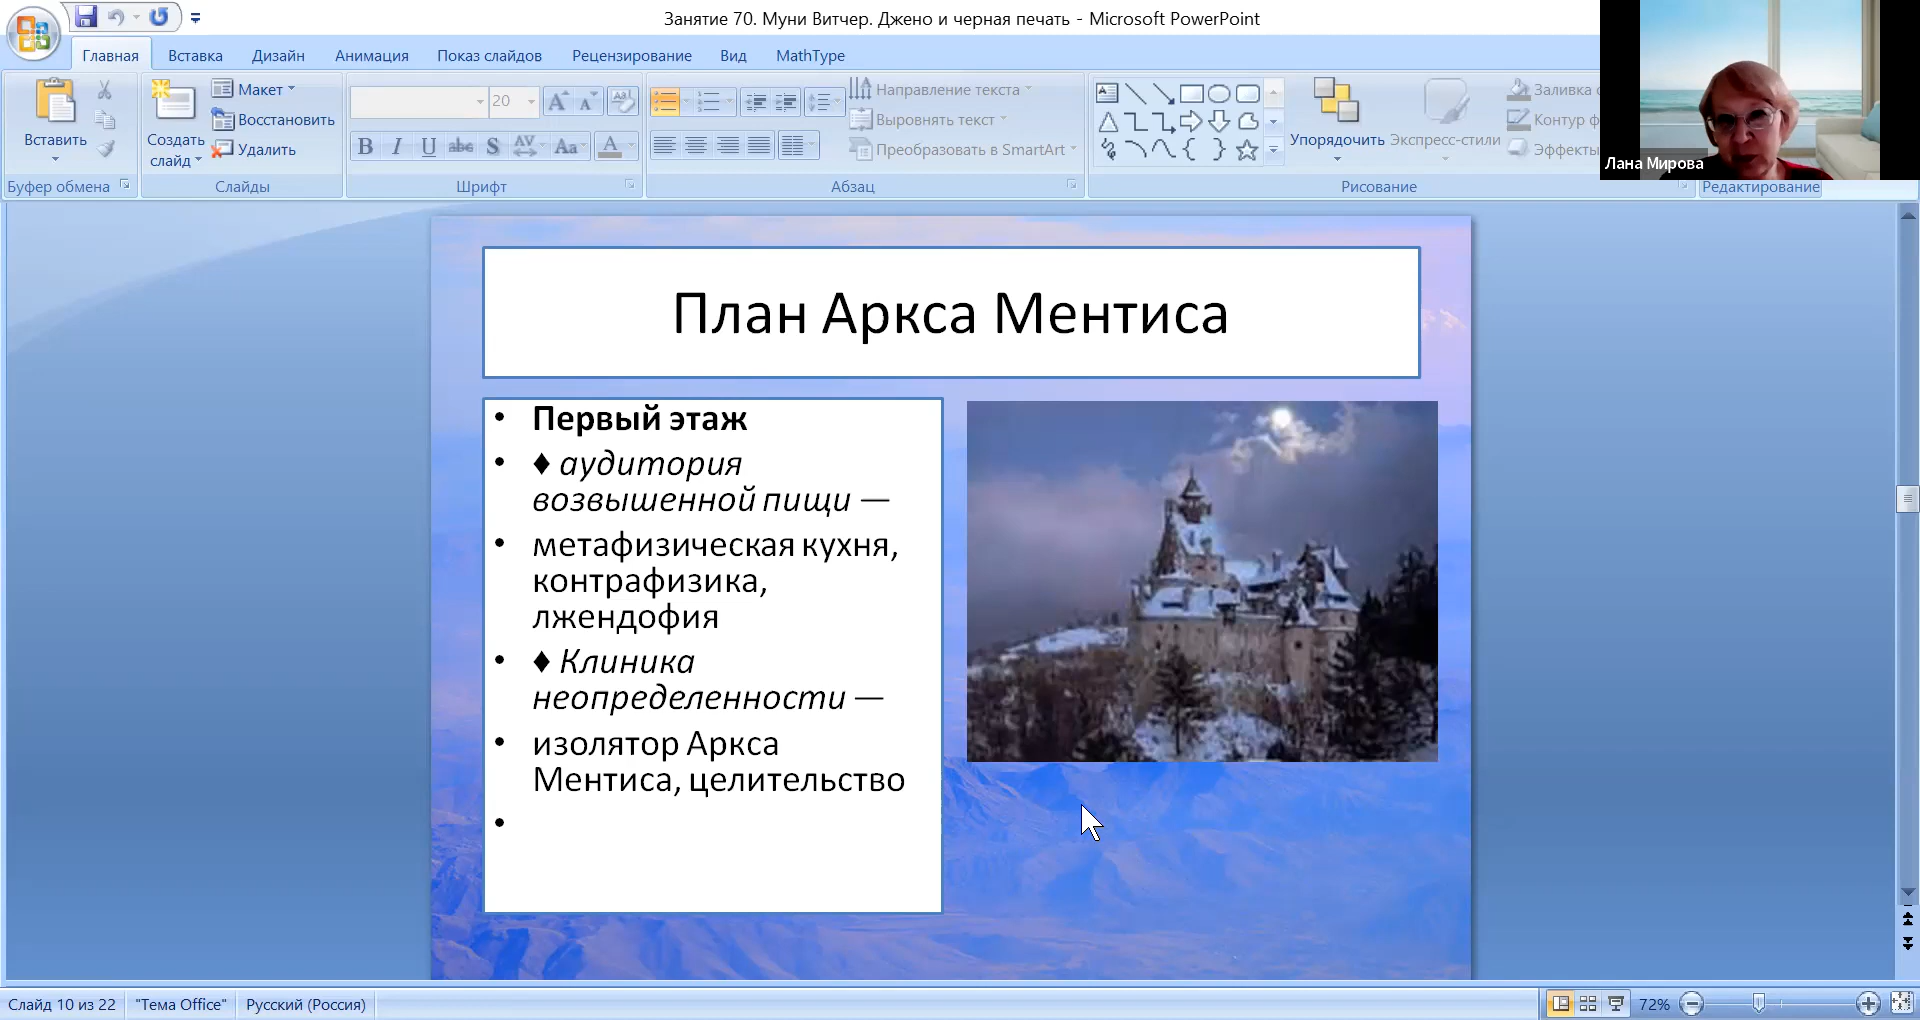 Занятие 70. Муни Витчер. Джено и черная печать - Microsoft PowerPoint
Главная
Вставка
Дизайн
Анимация
Показ слайдов
Рецензирование
Вид
MathType
Вставить
Буфер обмена
Создать
слайд
Макет
Восстановить
Удалить
Слайды
20
Шрифт
Направление текста
Выровнять текст
Преобразовать в SmartArt
Абзац
Упорядочить
Экспресс-стили
Заливка
Контур
Эффекты
Рисование
Редактирование
Лана Мирова
План Аркса Ментиса
• Первый этаж
• ♦ аудитория
возвышенной пищи —
• метафизическая кухня,
контрафизика,
лжендофия
• ♦ Клиника
неопределенности —
• изолятор Аркса
Ментиса, целительство
•
Слайд 10 из 22
"Тема Office"
Русский (Россия)
72%